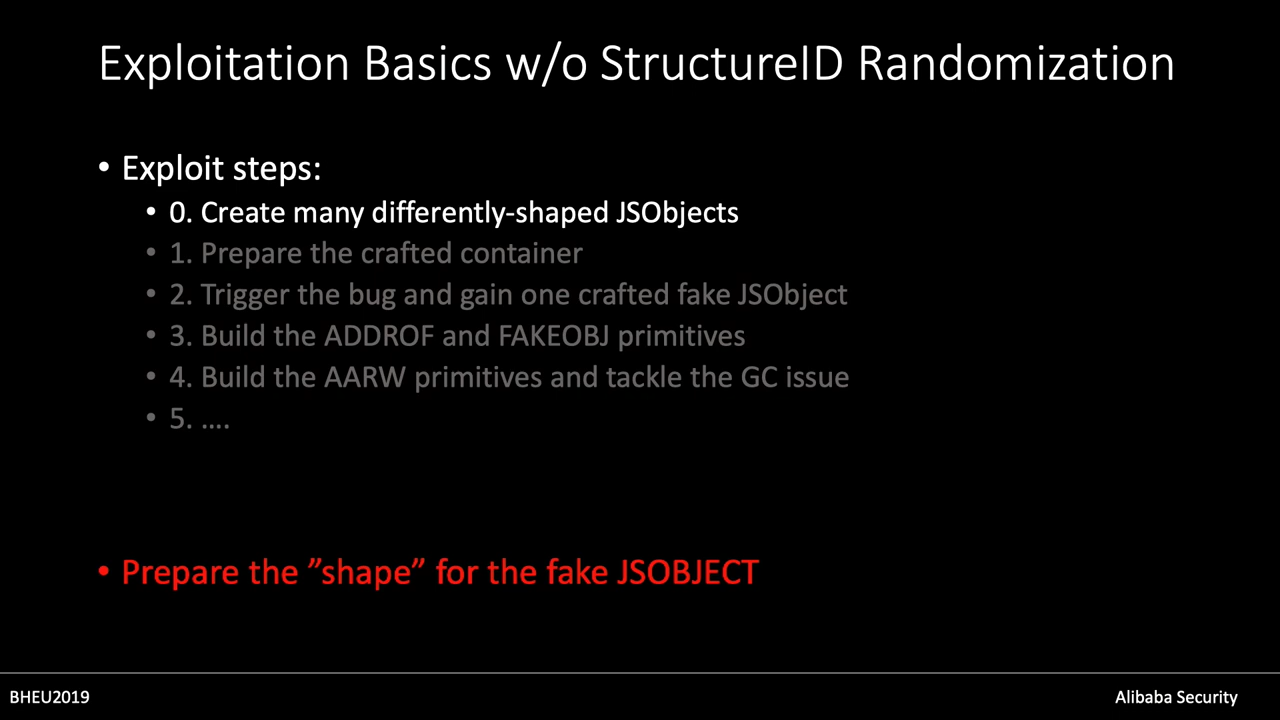 Exploitation Basics w/o StructureID Randomization
• Exploit steps:
• 0. Create many differently-shaped JSObjects
• 1. Prepare the crafted container
• 2. Trigger the bug and gain one crafted fake JSObject
• 3. Build the ADDROF and FAKEOBJ primitives
• 4. Build the AARW primitives and tackle the GC issue
• 5. ....
• Prepare the ”shape” for the fake JSOBJECT
BHEU2019
Alibaba Security